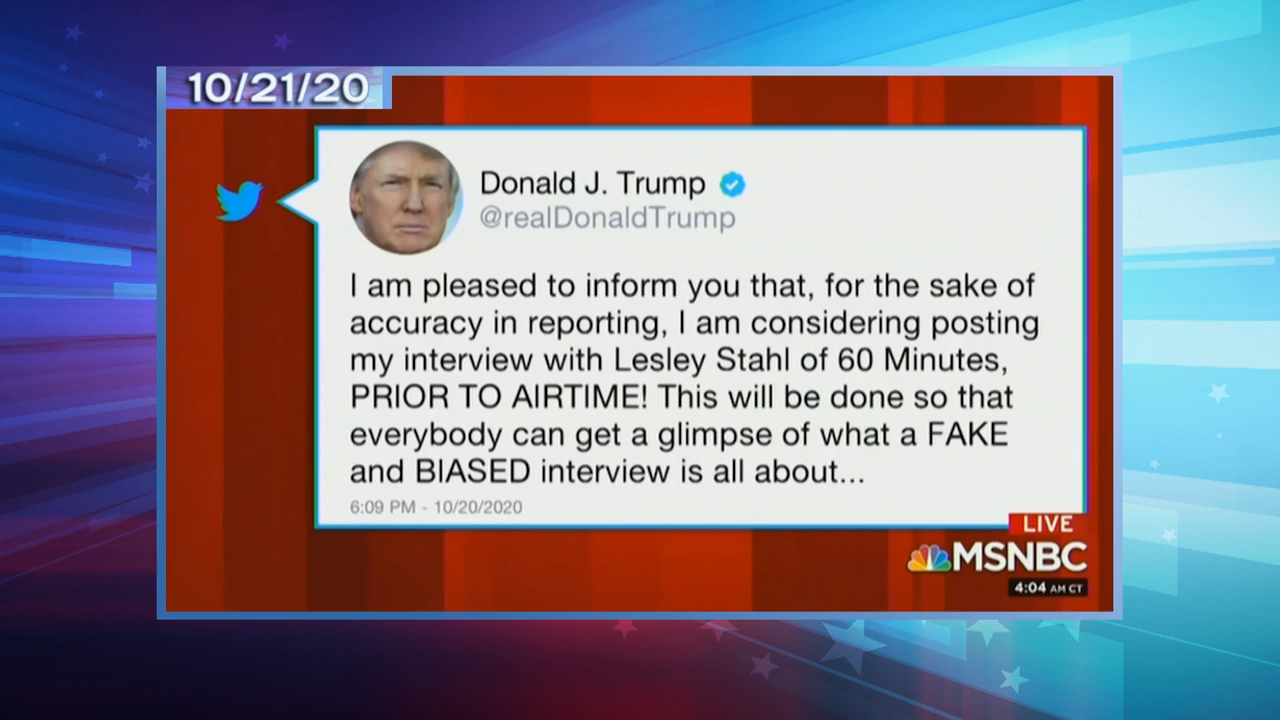 10/21/20
Donald J. Trump
@realDonaldTrump
I am pleased to inform you that, for the sake of
accuracy in reporting, I am considering posting
my interview with Lesley Stahl of 60 Minutes,
PRIOR TO AIRTIME! This will be done so that
everybody can get a glimpse of what a FAKE
and BIASED interview is all about...
6:09 PM - 10/20/2020
LIVE
MSNBC
4:04 AM CT